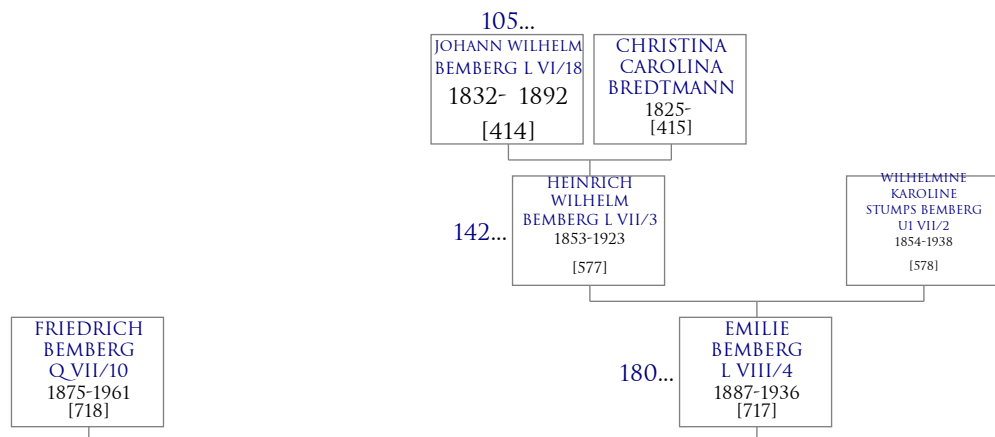 105...
JOHANN WILHELM
BEMBERG L VI/18
1832- 1892
[414]
CHRISTINA
CAROLINA
BREDTMANN
1825-
[415]
142...
HEINRICH
WILHELM
BEMBERG L VII/3
1853-1923
[577]
WILHELMINE
KAROLINE
STUMPS BEMBERG
U1 VII/2
1854-1938
[578]
FRIEDRICH
BEMBERG
Q VII/10
1875-1961
[718]
180...
EMILIE
BEMBERG
L VIII/4
1887-1936
[717]